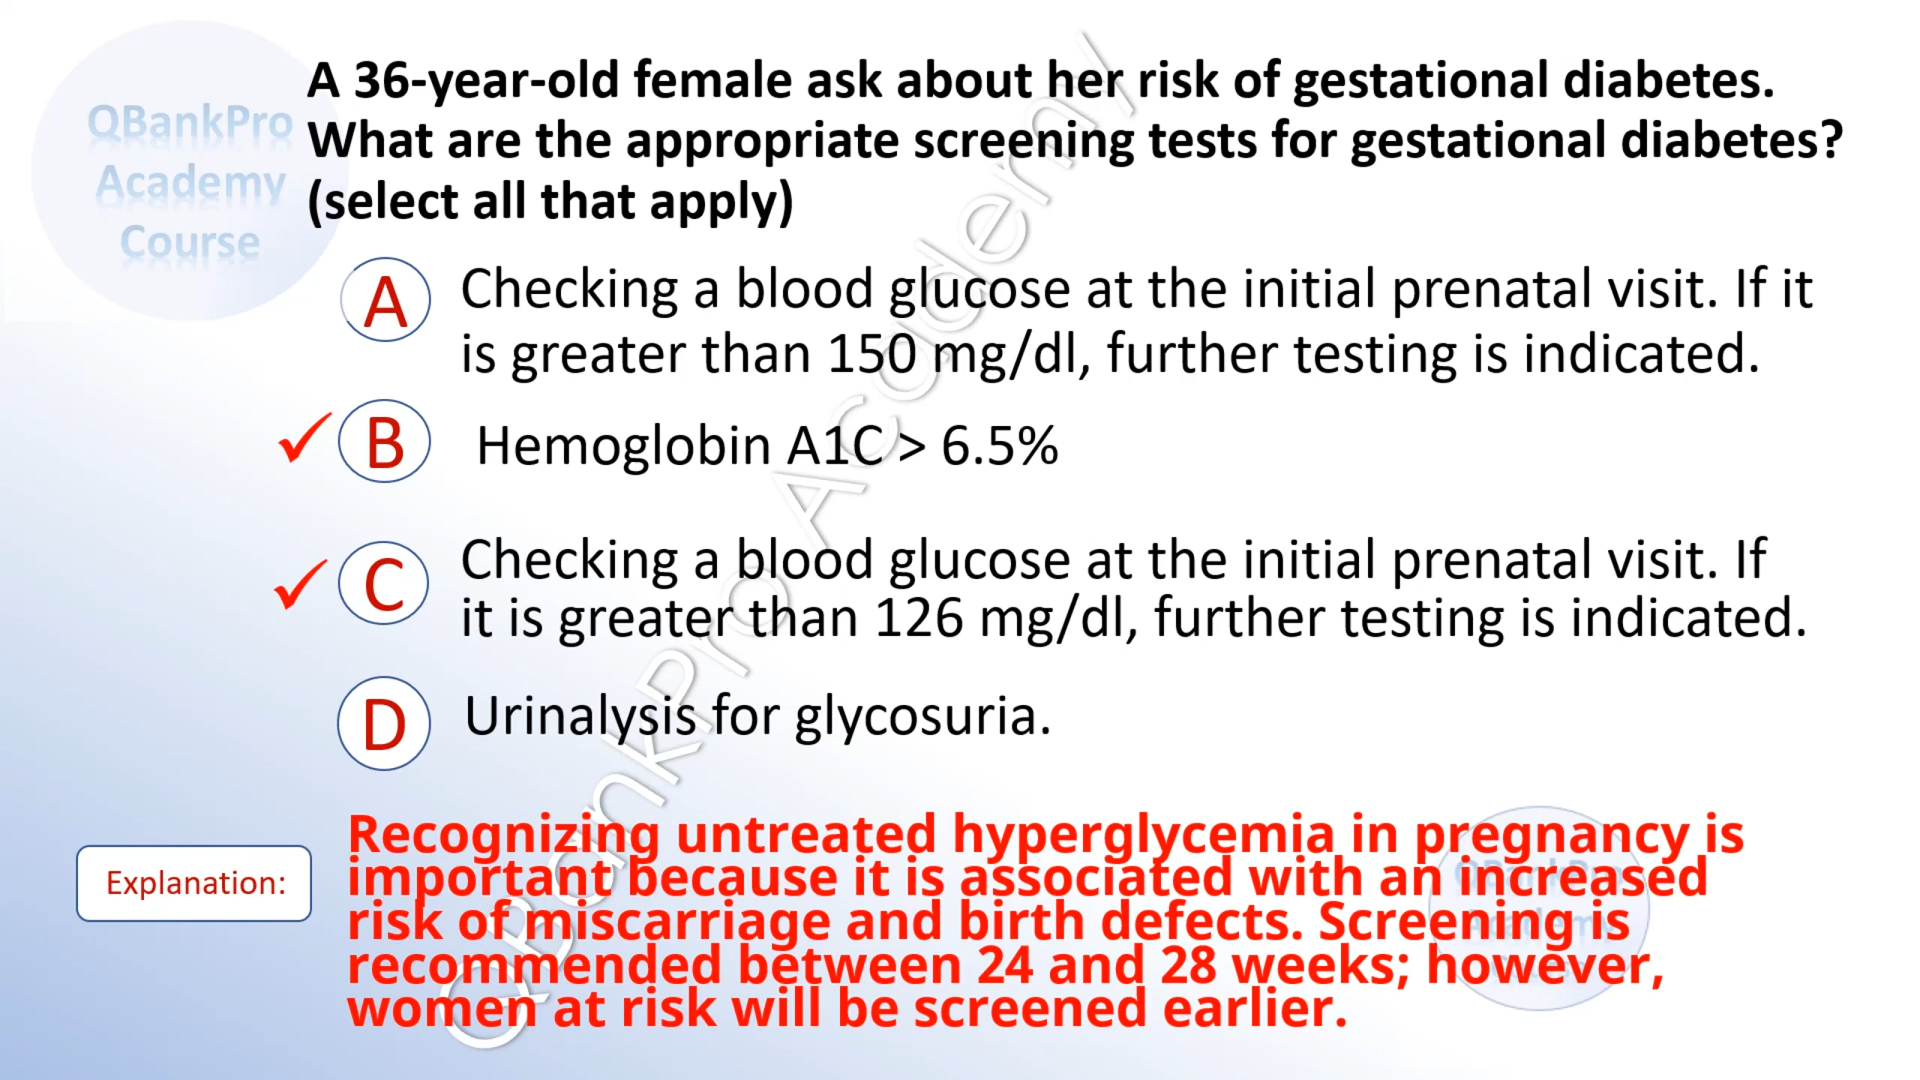 QBankPro
Academy
Course
A 36-year-old female ask about her risk of gestational diabetes.
What are the appropriate screening tests for gestational diabetes?
(select all that apply)
A
Checking a blood glucose at the initial prenatal visit. If it
is greater than 150 mg/dl, further testing is indicated.
B
Hemoglobin A1C > 6.5%
C
Checking a blood glucose at the initial prenatal visit. If
it is greater than 126 mg/dl, further testing is indicated.
D
Urinalysis for glycosuria.
QBankPro Academy
Explanation:
Recognizing untreated hyperglycemia in pregnancy is
important because it is associated with an increased
risk of miscarriage and birth defects. Screening is
recommended between 24 and 28 weeks; however,
women at risk will be screened earlier.